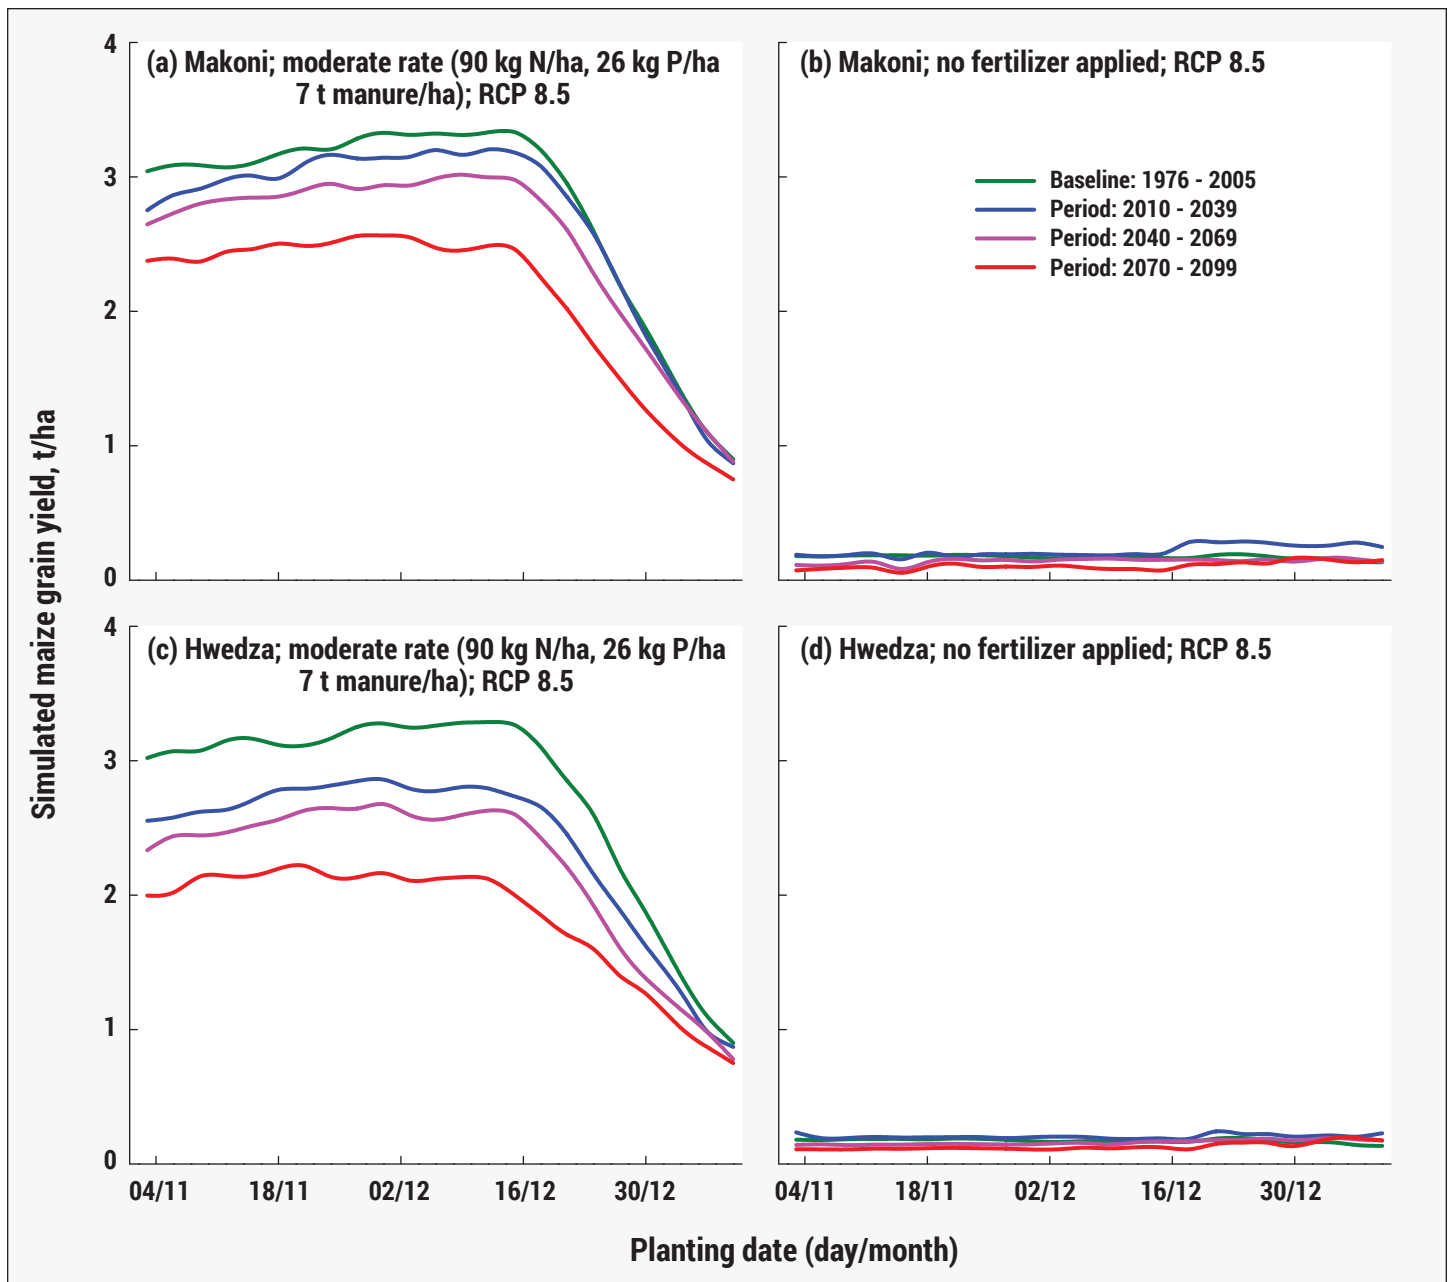 (a) Makoni; moderate rate (90 kg N/ha, 26 kg P/ha
7 t manure/ha); RCP 8.5
4
3
2
1
0
(b) Makoni; no fertilizer applied; RCP 8.5
Baseline: 1976 - 2005
Period: 2010 - 2039
Period: 2040 - 2069
Period: 2070 - 2099
Simulated maize grain yield, t/ha
(c) Hwedza; moderate rate (90 kg N/ha, 26 kg P/ha
7 t manure/ha); RCP 8.5
4
3
2
1
0
04/11 18/11 02/12 16/12 30/12
(d) Hwedza; no fertilizer applied; RCP 8.5
04/11 18/11 02/12 16/12 30/12
Planting date (day/month)